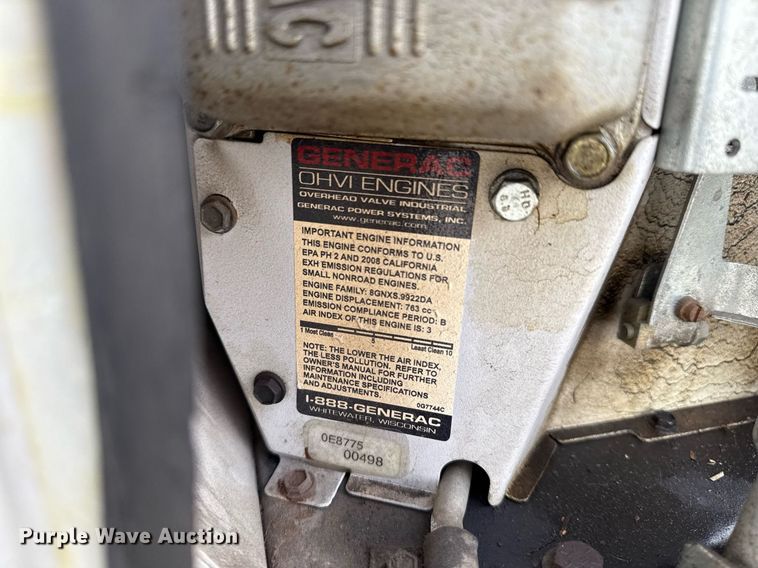 AC
GENERAC
OHVI ENGINES
OVERHEAD VALVE INDUSTRIAL
GENERAC POWER SYSTEMS, INC.
www.generac.com
IMPORTANT ENGINE INFORMATION
THIS ENGINE CONFORMS TO U.S.
EPA PH 2 AND 2008 CALIFORNIA
EXH EMISSION REGULATIONS FOR
SMALL NONROAD ENGINES.
ENGINE FAMILY: 8GNXS.9922DA
ENGINE DISPLACEMENT: 763 cc
EMISSION COMPLIANCE PERIOD: B
AIR INDEX OF THIS ENGINE IS: 3
1 Most Clean 5 Least Clean 10
NOTE: THE LOWER THE AIR INDEX,
THE LESS POLLUTION. REFER TO
OWNER'S MANUAL FOR FURTHER
INFORMATION INCLUDING
MAINTENANCE SPECIFICATIONS
AND ADJUSTMENTS.
0G7744C
1-888-GENERAC
WHITEWATER, WISCONSIN
0E8775
00498
HD
8.8
Purple Wave Auction